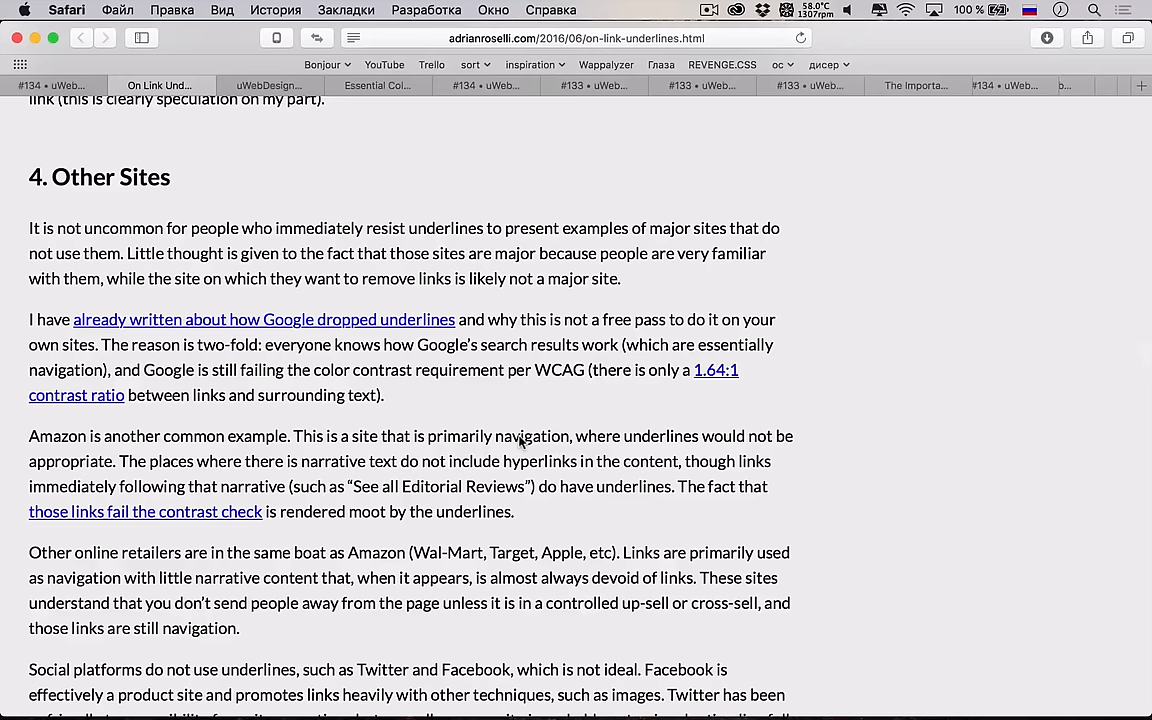 Safari Файл Правка Вид История Закладки Разработка Окно Справка 58.0°C 1307rpm 100 %
adrianroselli.com/2016/06/on-link-underlines.html
Bonjour YouTube Trello sort inspiration Wappalyzer Глаза REVENGE.CSS ос дисер
#134 • uWeb... On Link Und... uWebDesign... Essential Col... #134 • uWeb... #133 • uWeb... #133 • uWeb... #133 • uWeb... The Importa... #134 • uWeb... b...
link (this is clearly speculation on my part).
4. Other Sites
It is not uncommon for people who immediately resist underlines to present examples of major sites that do
not use them. Little thought is given to the fact that those sites are major because people are very familiar
with them, while the site on which they want to remove links is likely not a major site.
I have already written about how Google dropped underlines and why this is not a free pass to do it on your
own sites. The reason is two-fold: everyone knows how Google’s search results work (which are essentially
navigation), and Google is still failing the color contrast requirement per WCAG (there is only a 1.64:1
contrast ratio between links and surrounding text).
Amazon is another common example. This is a site that is primarily navigation, where underlines would not be
appropriate. The places where there is narrative text do not include hyperlinks in the content, though links
immediately following that narrative (such as “See all Editorial Reviews”) do have underlines. The fact that
those links fail the contrast check is rendered moot by the underlines.
Other online retailers are in the same boat as Amazon (Wal-Mart, Target, Apple, etc). Links are primarily used
as navigation with little narrative content that, when it appears, is almost always devoid of links. These sites
understand that you don’t send people away from the page unless it is in a controlled up-sell or cross-sell, and
those links are still navigation.
Social platforms do not use underlines, such as Twitter and Facebook, which is not ideal. Facebook is
effectively a product site and promotes links heavily with other techniques, such as images. Twitter has been